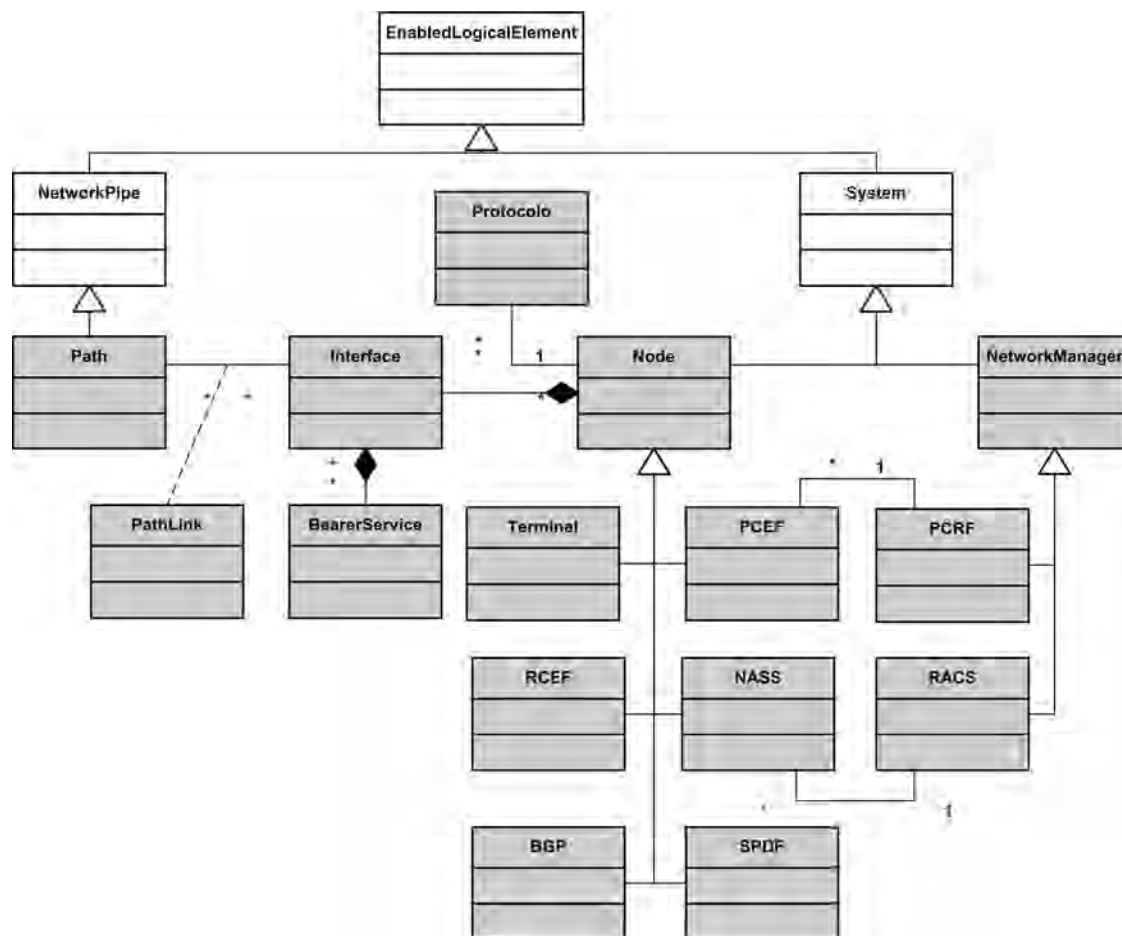 EnabledLogicalElement
NetworkPipe
System
Protocolo
Path
Interface
*
*
1
Node
NetworkManager
*
*
*
*
*
* 1
PathLink
BearerService
Terminel
PCEF
PCRF
RCEF
NASS
RACS
* 1
BGP
SPDF